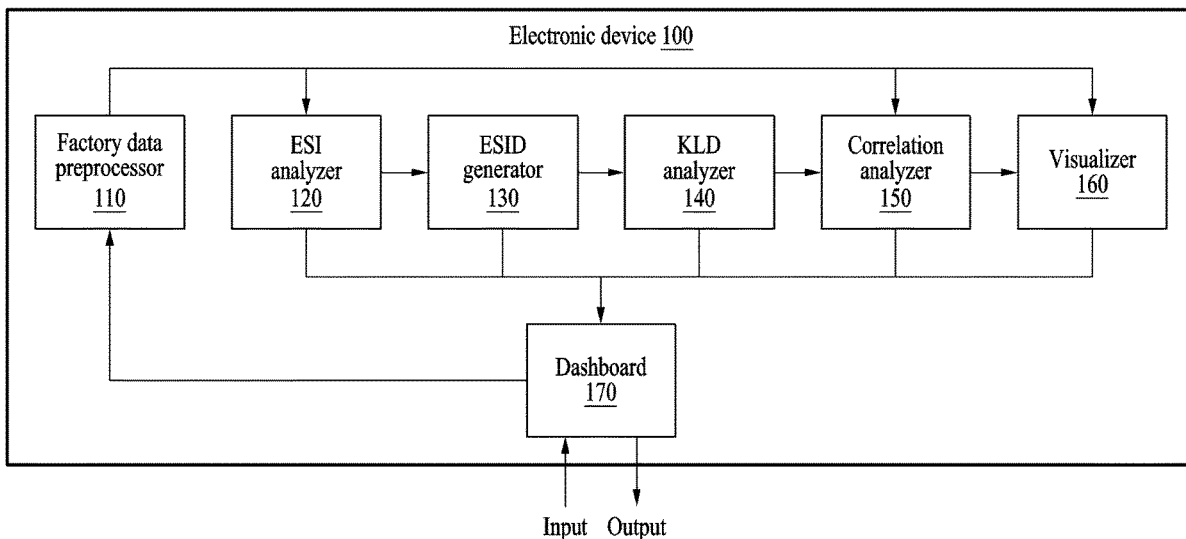 Electronic device 100
Factory data
preprocessor
110
ESI
analyzer
120
ESID
generator
130
KLD
analyzer
140
Correlation
analyzer
150
Visualizer
160
Dashboard
170
Input
Output